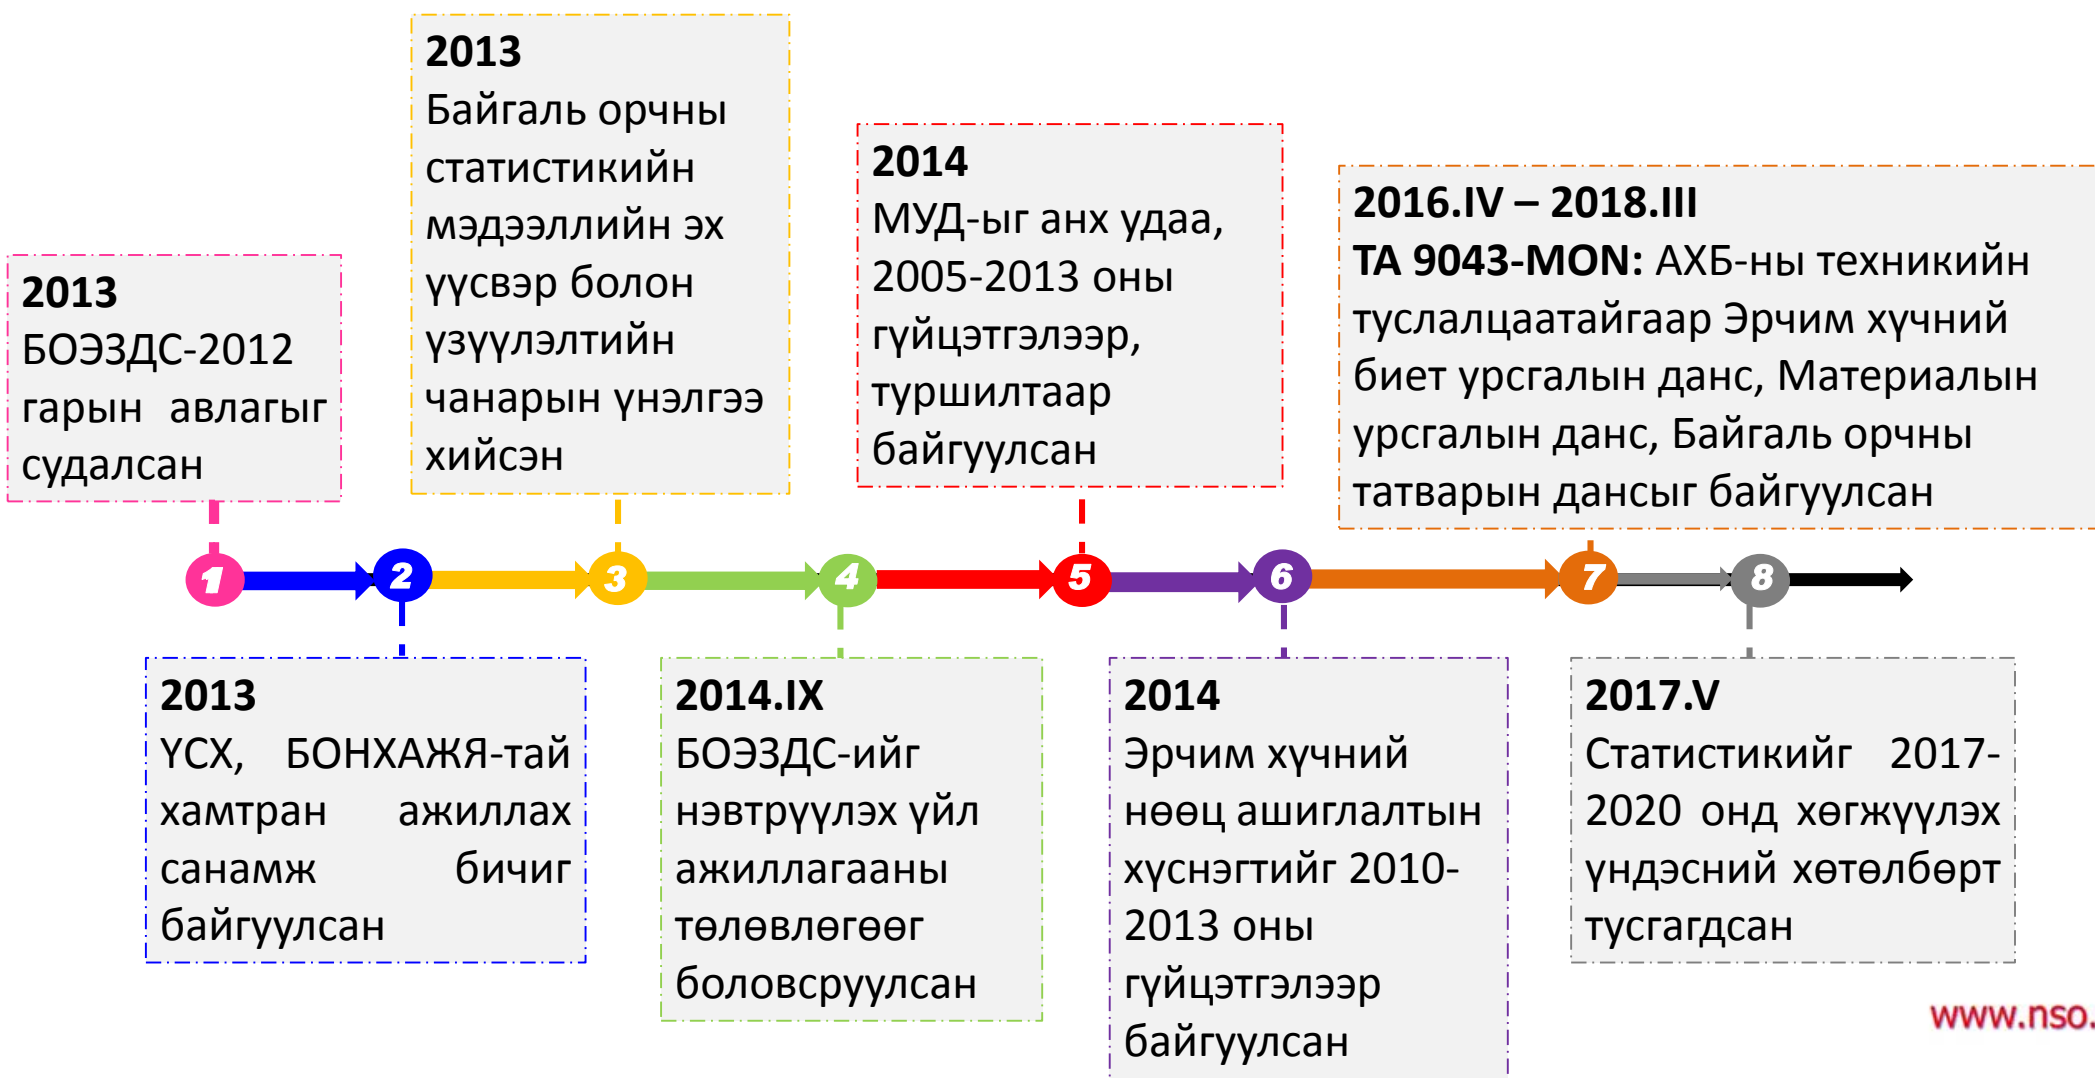 2013
БОЭЗДС-2012
гарын авлагыг
судалсан
1
2013
ҮСХ, БОНХАЖЯ-тай
хамтран ажиллах
санамж бичиг
байгуулсан
2
2013
Байгаль орчны
статистикийн
мэдээллийн эх
үүсвэр болон
үзүүлэлтийн
чанарын үнэлгээ
хийсэн
3
2014.IX
БОЭЗДС-ийг
нэвтрүүлэх үйл
ажиллагааны
төлөвлөгөөг
боловсруулсан
4
2014
МУД-ыг анх удаа,
2005-2013 оны
гүйцэтгэлээр,
туршилтаар
байгуулсан
5
2014
Эрчим хүчний
нөөц ашиглалтын
хүснэгтийг 2010-
2013 оны
гүйцэтгэлээр
байгуулсан
6
2016.IV – 2018.III
TA 9043-MON: АХБ-ны техникийн
туслалцаатайгаар Эрчим хүчний
биет урсгалын данс, Материалын
урсгалын данс, Байгаль орчны
татварын дансыг байгуулсан
7
2017.V
Статистикийг 2017-
2020 онд хөгжүүлэх
үндэсний хөтөлбөрт
тусгагдсан
8
www.nso.